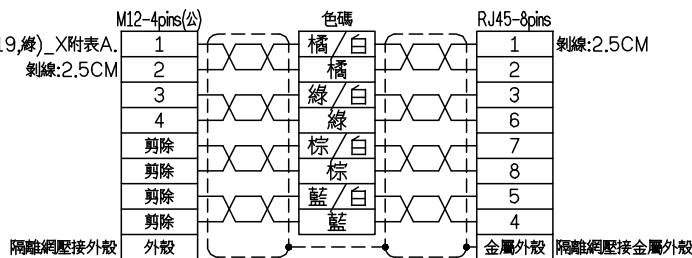 M12-4pins(公) 色碼 RJ45-8pins
19,綠)_X附表A. 1 橘/白 1 剝線:2.5CM
剝線:2.5CM 2 橘 2
3 綠/白 3
4 綠 6
剪除 棕/白 7
剪除 棕 8
剪除 藍/白 5
剪除 藍 4
隔離網壓接外殼 外殼 金屬外殼 隔離網壓接金屬外殼